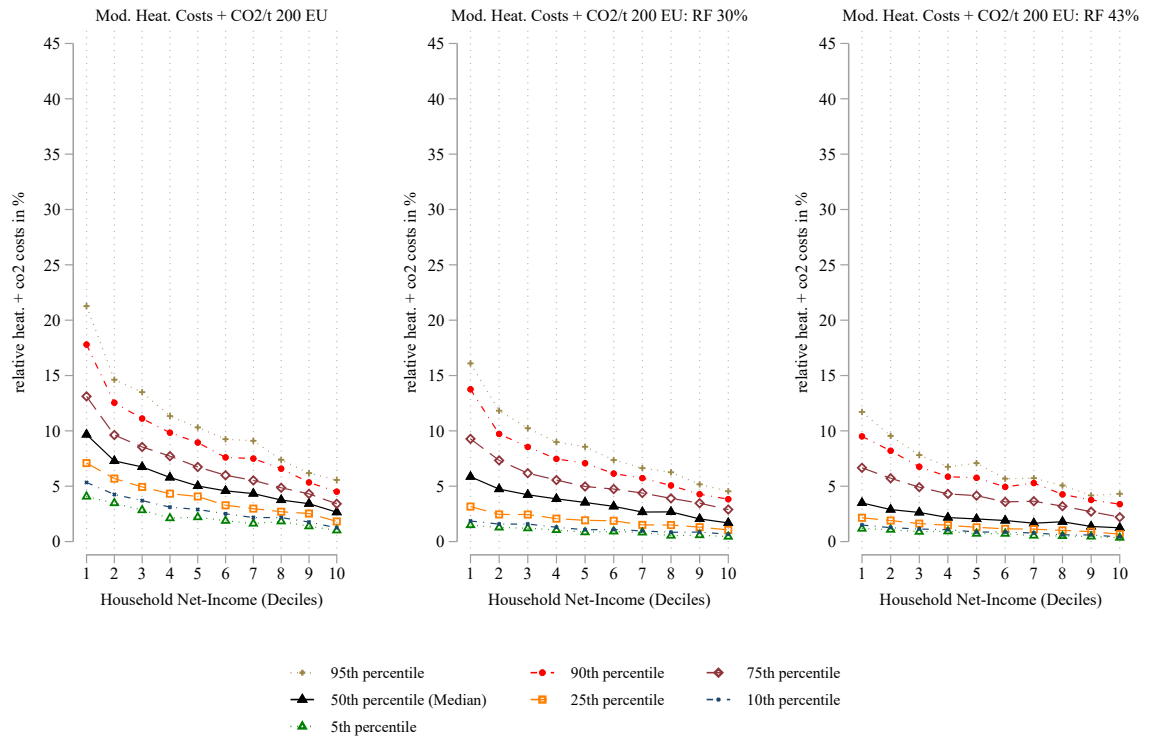 Mod. Heat. Costs + CO2/t 200 EU
Mod. Heat. Costs + CO2/t 200 EU: RF 30%
Mod. Heat. Costs + CO2/t 200 EU: RF 43%
relative heat. + co2 costs in %
45
40
35
30
25
20
15
10
5
0
1 2 3 4 5 6 7 8 9 10
Household Net-Income (Deciles)
relative heat. + co2 costs in %
45
40
35
30
25
20
15
10
5
0
1 2 3 4 5 6 7 8 9 10
Household Net-Income (Deciles)
relative heat. + co2 costs in %
45
40
35
30
25
20
15
10
5
0
1 2 3 4 5 6 7 8 9 10
Household Net-Income (Deciles)
95th percentile 90th percentile 75th percentile
50th percentile (Median) 25th percentile 10th percentile
5th percentile